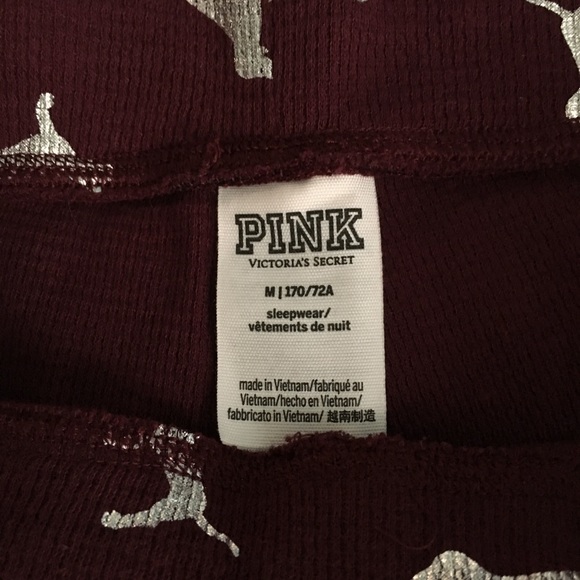 PINK
VICTORIA'S SECRET
M | 170/72A
sleepwear/
vêtements de nuit
made in Vietnam/fabriqué au
Vietnam/hecho en Vietnam/
fabbricato in Vietnam/ 越南制造